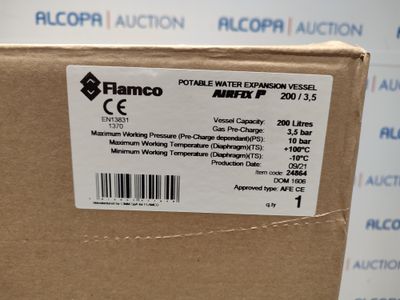 ALCOPA AUCTION
Flamco
CE
EN13831
1370
POTABLE WATER EXPANSION VESSEL
AIRFIX P 200 / 3,5
Vessel Capacity: 200 Litres
Gas Pre-Charge: 3,5 bar
Maximum Working Pressure (Pre-Charge dependant)(PS): 10 bar
Maximum Working Temperature (Diaphragm)(TS): +100°C
Minimum Working Temperature (Diaphragm)(TS): -10°C
Production Date: 09/21
Item code: 24864
DOM 1606
Approved type: AFE CE
q.ty 1